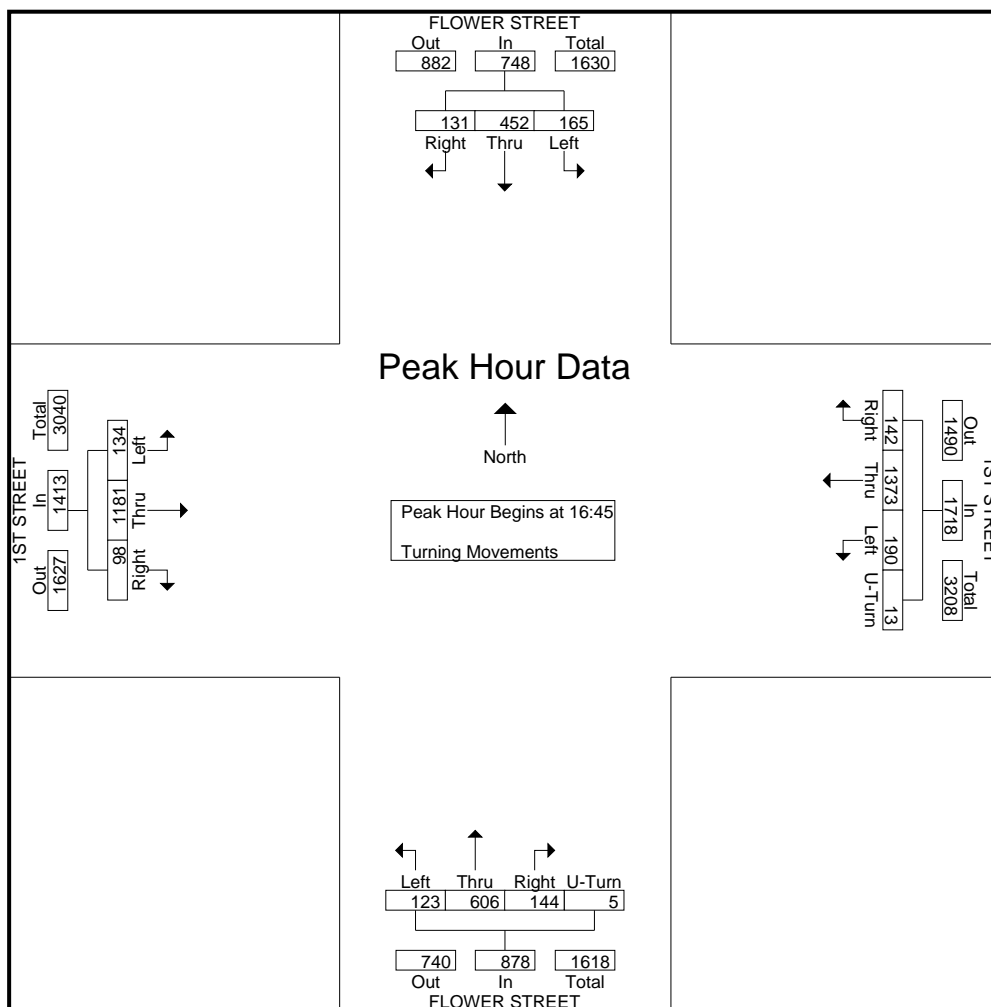 FLOWER STREET
Out In Total
882 748 1630
131 452 165
Right Thru Left
Peak Hour Data
North
Peak Hour Begins at 16:45
Turning Movements
1ST STREET
Total In Out
3040 1413 1627
134 1181 98
Left Thru Right
1ST STREET
Out In Total
1490 1718 3208
142 1373 190 13
Right Thru Left U-Turn
Left Thru Right U-Turn
123 606 144 5
740 878 1618
Out In Total
FLOWER STREET